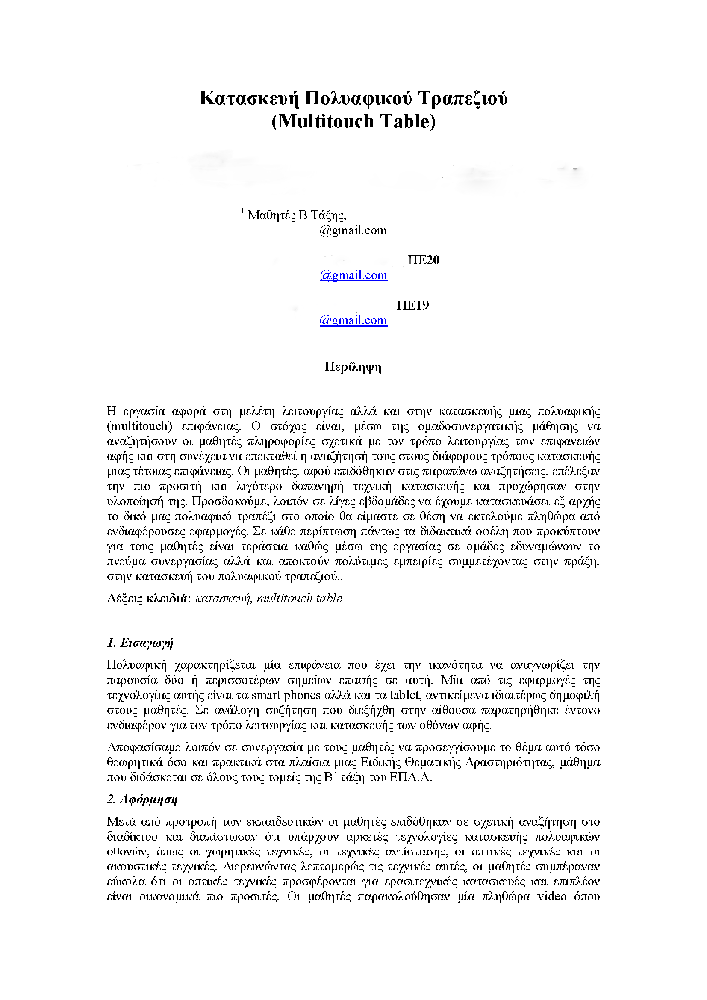 Κατασκευή Πολυαφικού Τραπεζιού
(Multitouch Table)
1 Μαθητές Β Τάξης,
@gmail.com
ΠΕ20
@gmail.com
ΠΕ19
@gmail.com
Περίληψη
Η εργασία αφορά στη μελέτη λειτουργίας αλλά και στην κατασκευής μιας πολυαφικής
(multitouch) επιφάνειας. Ο στόχος είναι, μέσω της ομαδοσυνεργατικής μάθησης να
αναζητήσουν οι μαθητές πληροφορίες σχετικά με τον τρόπο λειτουργίας των επιφανειών
αφής και στη συνέχεια να επεκταθεί η αναζήτησή τους στους διάφορους τρόπους κατασκευής
μιας τέτοιας επιφάνειας. Οι μαθητές, αφού επιδόθηκαν στις παραπάνω αναζητήσεις, επέλεξαν
την πιο προσιτή και λιγότερο δαπανηρή τεχνική κατασκευής και προχώρησαν στην
υλοποίησή της. Προσδοκούμε, λοιπόν σε λίγες εβδομάδες να έχουμε κατασκευάσει εξ αρχής
το δικό μας πολυαφικό τραπέζι στο οποίο θα είμαστε σε θέση να εκτελούμε πληθώρα από
ενδιαφέρουσες εφαρμογές. Σε κάθε περίπτωση πάντως τα διδακτικά οφέλη που προκύπτουν
για τους μαθητές είναι τεράστια καθώς μέσω της εργασίας σε ομάδες εδυναμώνουν το
πνεύμα συνεργασίας αλλά και αποκτούν πολύτιμες εμπειρίες συμμετέχοντας στην πράξη,
στην κατασκευή του πολυαφικού τραπεζιού..
Λέξεις κλειδιά: κατασκευή, multitouch table
1. Εισαγωγή
Πολυαφική χαρακτηρίζεται μία επιφάνεια που έχει την ικανότητα να αναγνωρίζει την
παρουσία δύο ή περισσοτέρων σημείων επαφής σε αυτή. Μία από τις εφαρμογές της
τεχνολογίας αυτής είναι τα smart phones αλλά και τα tablet, αντικείμενα ιδιαιτέρως δημοφιλή
στους μαθητές. Σε ανάλογη συζήτηση που διεξήχθη στην αίθουσα παρατηρήθηκε έντονο
ενδιαφέρον για τον τρόπο λειτουργίας και κατασκευής των οθόνων αφής.
Αποφασίσαμε λοιπόν σε συνεργασία με τους μαθητές να προσεγγίσουμε το θέμα αυτό τόσο
θεωρητικά όσο και πρακτικά στα πλαίσια μιας Ειδικής Θεματικής Δραστηριότητας, μάθημα
που διδάσκεται σε όλους τους τομείς της Β΄ τάξη του ΕΠΑ.Λ.
2. Αφόρμηση
Μετά από προτροπή των εκπαιδευτικών οι μαθητές επιδόθηκαν σε σχετική αναζήτηση στο
διαδίκτυο και διαπίστωσαν ότι υπάρχουν αρκετές τεχνολογίες κατασκευής πολυαφικών
οθονών, όπως οι χωρητικές τεχνικές, οι τεχνικές αντίστασης, οι οπτικές τεχνικές και οι
ακουστικές τεχνικές. Διερευνώντας λεπτομερώς τις τεχνικές αυτές, οι μαθητές συμπέραναν
εύκολα ότι οι οπτικές τεχνικές προσφέρονται για ερασιτεχνικές κατασκευές και επιπλέον
είναι οικονομικά πιο προσιτές. Οι μαθητές παρακολούθησαν μία πληθώρα video όπου